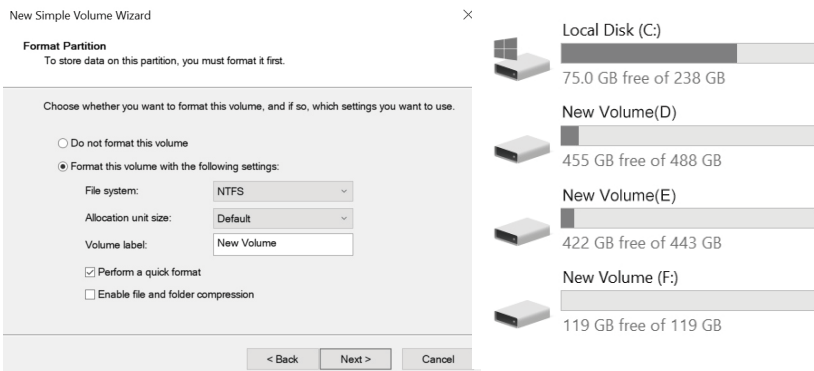 New Simple Volume Wizard
Format Partition
To store data on this partition, you must format it first.
Choose whether you want to format this volume, and if so, which settings you want to use.
Do not format this volume
Format this volume with the following settings:
File system: NTFS
Allocation unit size: Default
Volume label: New Volume
Perform a quick format
Enable file and folder compression
< Back Next > Cancel
Local Disk (C:)
75.0 GB free of 238 GB
New Volume(D)
455 GB free of 488 GB
New Volume(E)
422 GB free of 443 GB
New Volume (F:)
119 GB free of 119 GB